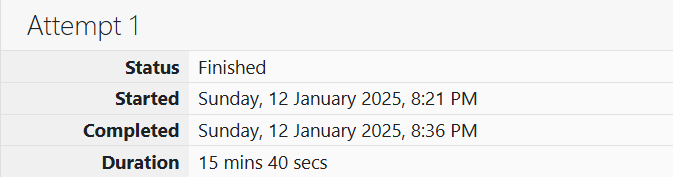 Attempt 1
Status Finished
Started Sunday, 12 January 2025, 8:21 PM
Completed Sunday, 12 January 2025, 8:36 PM
Duration 15 mins 40 secs